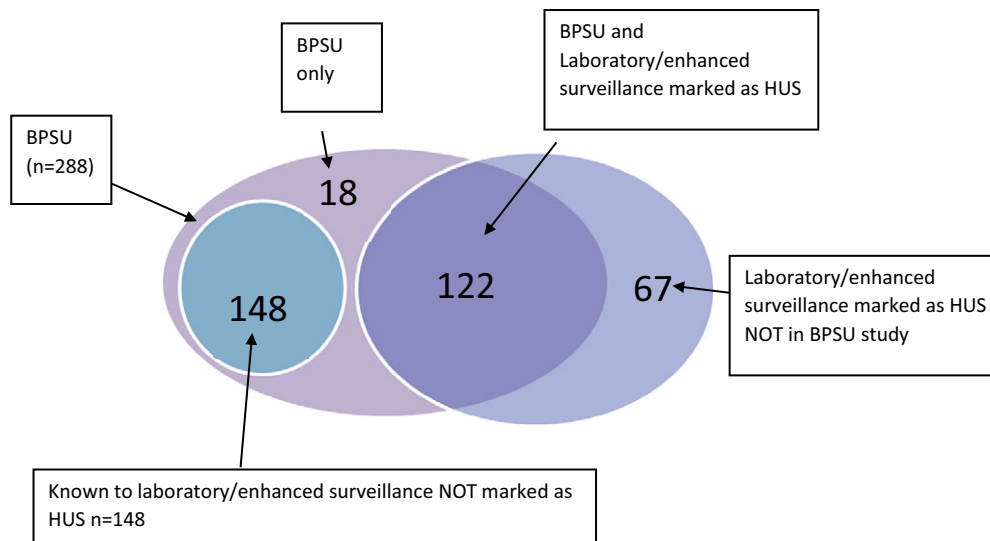 BPSU
only
BPSU and
Laboratory/enhanced
surveillance marked as HUS
BPSU
(n=288)
18
148
122
67
Laboratory/enhanced
surveillance marked as HUS
NOT in BPSU study
Known to laboratory/enhanced surveillance NOT marked as
HUS n=148